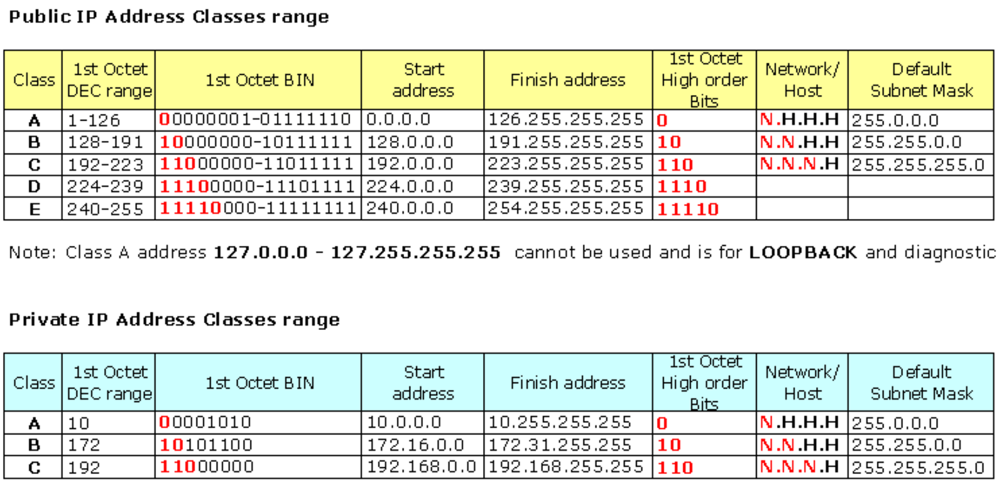 Public IP Address Classes range
Class | 1st Octet DEC range | 1st Octet BIN | Start address | Finish address | 1st Octet High order Bits | Network/ Host | Default Subnet Mask
A | 1-126 | 00000001-01111110 | 0.0.0.0 | 126.255.255.255 | 0 | N.H.H.H | 255.0.0.0
B | 128-191 | 10000000-10111111 | 128.0.0.0 | 191.255.255.255 | 10 | N.N.H.H | 255.255.0.0
C | 192-223 | 11000000-11011111 | 192.0.0.0 | 223.255.255.255 | 110 | N.N.N.H | 255.255.255.0
D | 224-239 | 11100000-11101111 | 224.0.0.0 | 239.255.255.255 | 1110
E | 240-255 | 11110000-11111111 | 240.0.0.0 | 254.255.255.255 | 11110
Note: Class A address 127.0.0.0 - 127.255.255.255 cannot be used and is for LOOPBACK and diagnostic
Private IP Address Classes range
Class | 1st Octet DEC range | 1st Octet BIN | Start address | Finish address | 1st Octet High order Bits | Network/ Host | Default Subnet Mask
A | 10 | 00001010 | 10.0.0.0 | 10.255.255.255 | 0 | N.H.H.H | 255.0.0.0
B | 172 | 10101100 | 172.16.0.0 | 172.31.255.255 | 10 | N.N.H.H | 255.255.0.0
C | 192 | 11000000 | 192.168.0.0 | 192.168.255.255 | 110 | N.N.N.H | 255.255.255.0